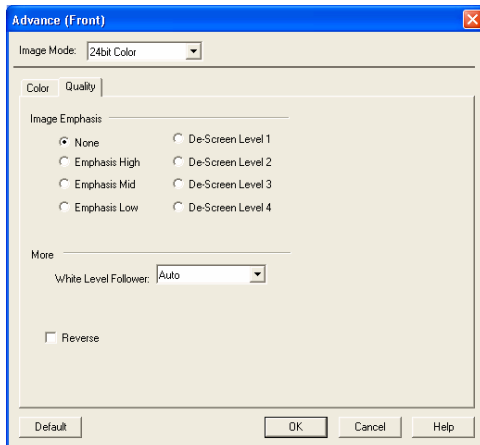 Advance (Front)
Image Mode: 24bit Color
Color Quality
Image Emphasis
None De-Screen Level 1
Emphasis High De-Screen Level 2
Emphasis Mid De-Screen Level 3
Emphasis Low De-Screen Level 4
More
White Level Follower: Auto
Reverse
Default OK Cancel Help